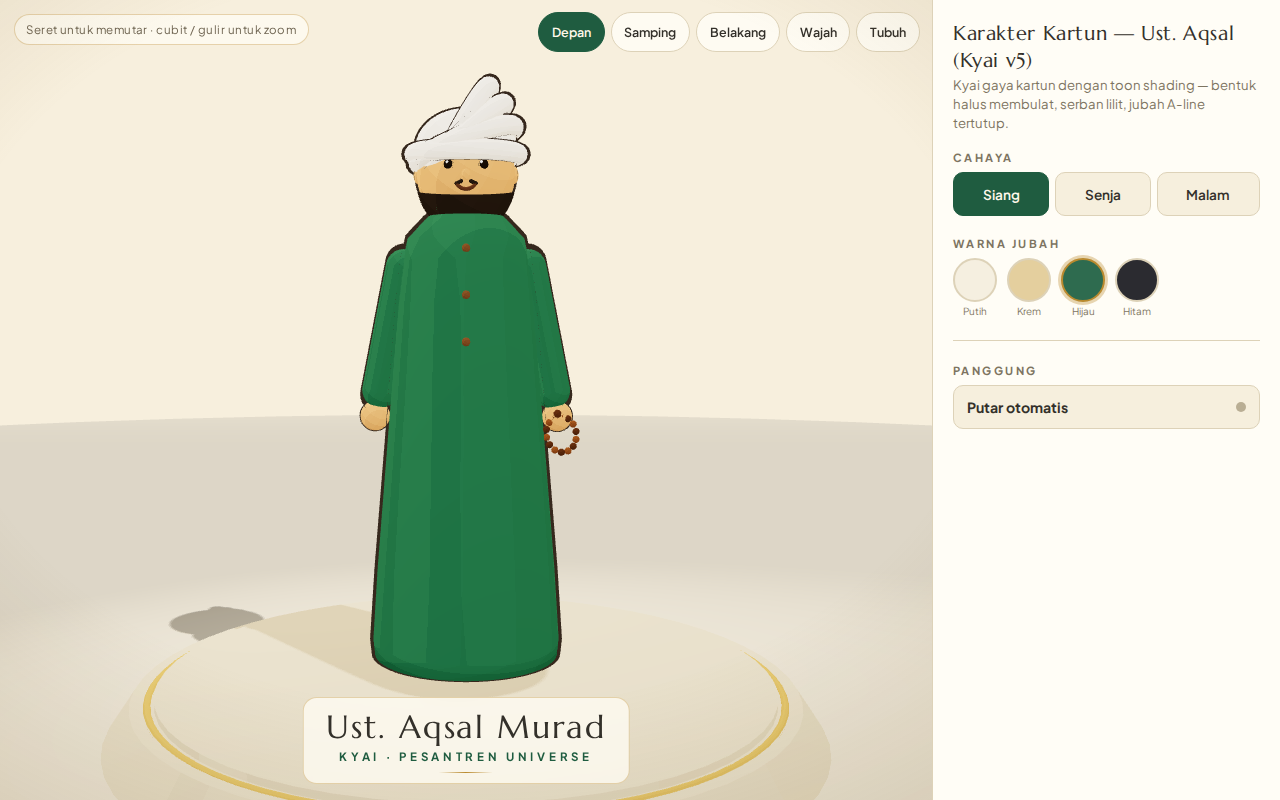 Seret untuk memutar · cubit / gulir untuk zoom
Depan
Samping
Belakang
Wajah
Tubuh
Ust. Aqsal Murad
KYAI · PESANTREN UNIVERSE
Karakter Kartun — Ust. Aqsal
(Kyai v5)
Kyai gaya kartun dengan toon shading — bentuk
halus membulat, serban lilit, jubah A-line
tertutup.
CAHAYA
Siang
Senja
Malam
WARNA JUBAH
Putih
Krem
Hijau
Hitam
PANGGUNG
Putar otomatis